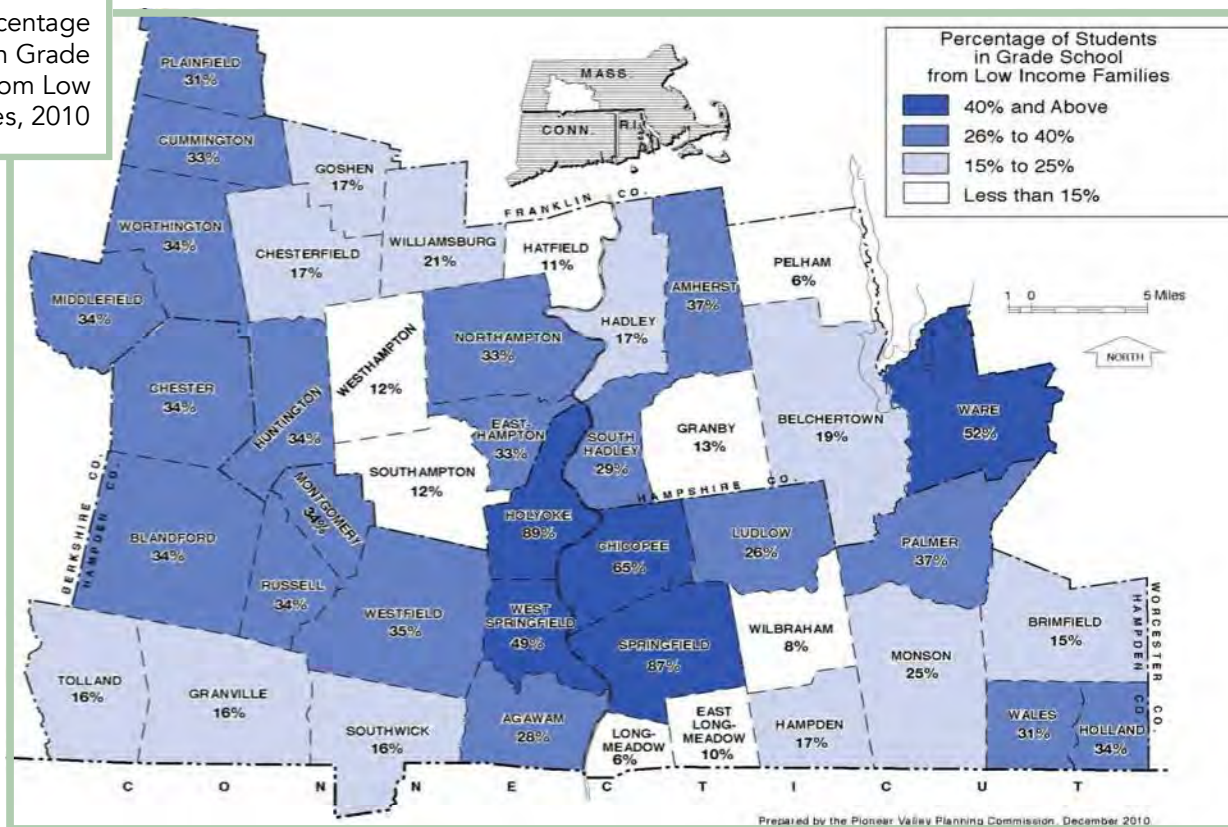 centage
n Grade
om Low
es, 2010
Percentage of Students
in Grade School
from Low Income Families
40% and Above
26% to 40%
15% to 25%
Less than 15%
MASS.
CONN.
R.I.
PLAINFIELD
31%
CUMMINGTON
33%
GOSHEN
17%
FRANKLIN CO.
WORTHINGTON
34%
CHESTERFIELD
17%
WILLIAMSBURG
21%
HATFIELD
11%
PELHAM
6%
AMHERST
37%
MIDDLEFIELD
34%
HADLEY
17%
1 0 5 Miles
NORTH
NORTHAMPTON
33%
WESTHAMPTON
12%
CHESTER
34%
HUNTINGTON
34%
EAST-
HAMPTON
33%
SOUTH
HADLEY
29%
GRANBY
13%
BELCHERTOWN
19%
WARE
52%
SOUTHAMPTON
12%
HAMPSHIRE CO.
MONTGOMERY
34%
BERKSHIRE CO.
HAMPDEN CO.
BLANDFORD
34%
HOLYOKE
89%
CHICOPEE
65%
LUDLOW
26%
PALMER
37%
RUSSELL
34%
WESTFIELD
35%
WEST
SPRINGFIELD
49%
SPRINGFIELD
87%
WILBRAHAM
8%
MONSON
25%
BRIMFIELD
15%
HAMPDEN CO.
WORCESTER CO.
TOLLAND
16%
GRANVILLE
16%
SOUTHWICK
16%
AGAWAM
28%
LONG-
MEADOW
6%
EAST
LONG-
MEADOW
10%
HAMPDEN
17%
WALES
31%
HOLLAND
34%
C O N N E C T I C U T
Prepared by the Pioneer Valley Planning Commission, December 2010.